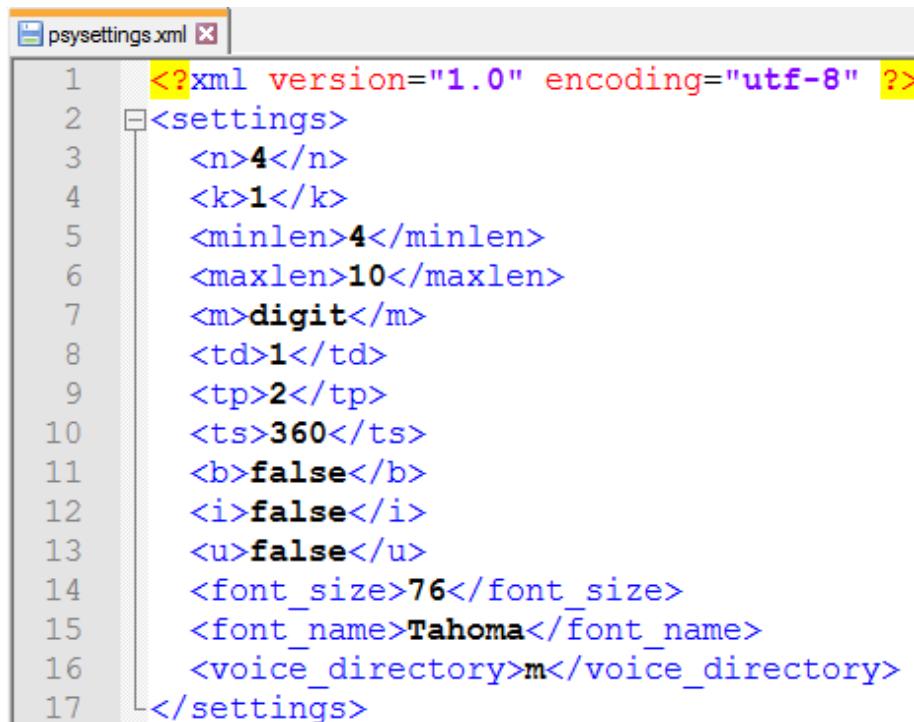 psysettings.xml
1 <?xml version="1.0" encoding="utf-8" ?>
2 <settings>
3 <n>4</n>
4 <k>1</k>
5 <minlen>4</minlen>
6 <maxlen>10</maxlen>
7 <m>digit</m>
8 <td>1</td>
9 <tp>2</tp>
10 <ts>360</ts>
11 <b>false</b>
12 <i>false</i>
13 <u>false</u>
14 <font_size>76</font_size>
15 <font_name>Tahoma</font_name>
16 <voice_directory>m</voice_directory>
17 </settings>